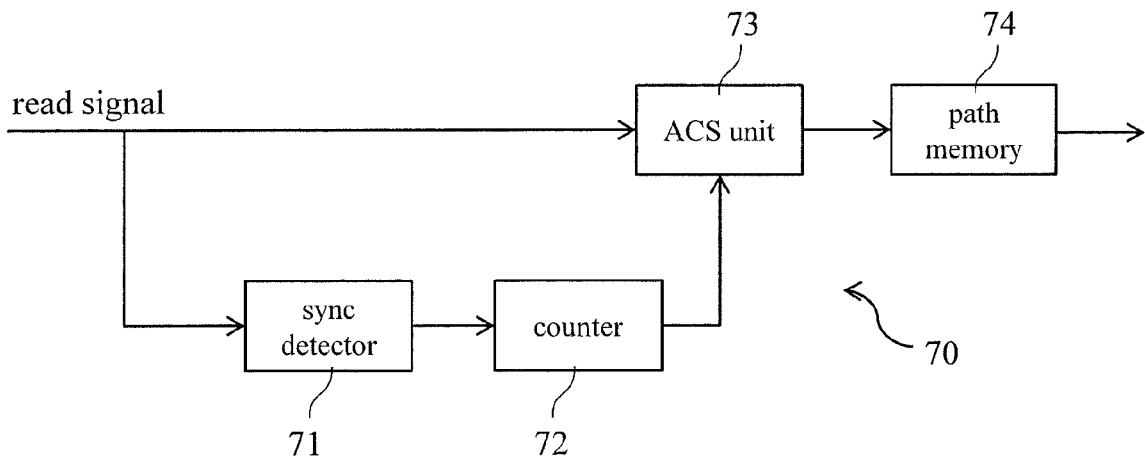 73
74
read signal
ACS unit
path
memory
sync
detector
counter
70
71
72